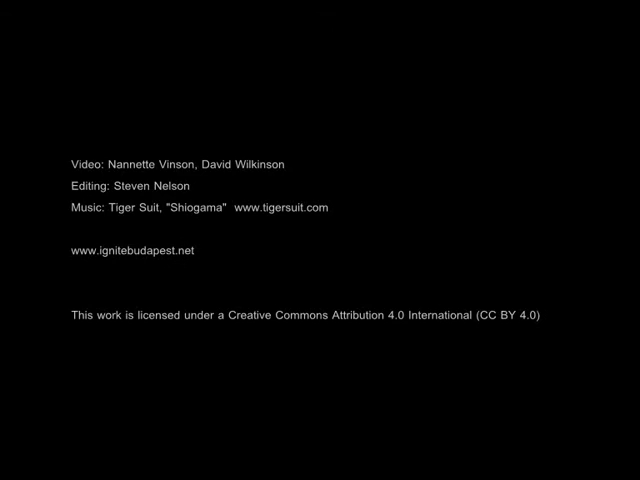 Video: Nannette Vinson, David Wilkinson
Editing: Steven Nelson
Music: Tiger Suit, "Shiogama"  www.tigersuit.com
www.ignitebudapest.net
This work is licensed under a Creative Commons Attribution 4.0 International (CC BY 4.0)